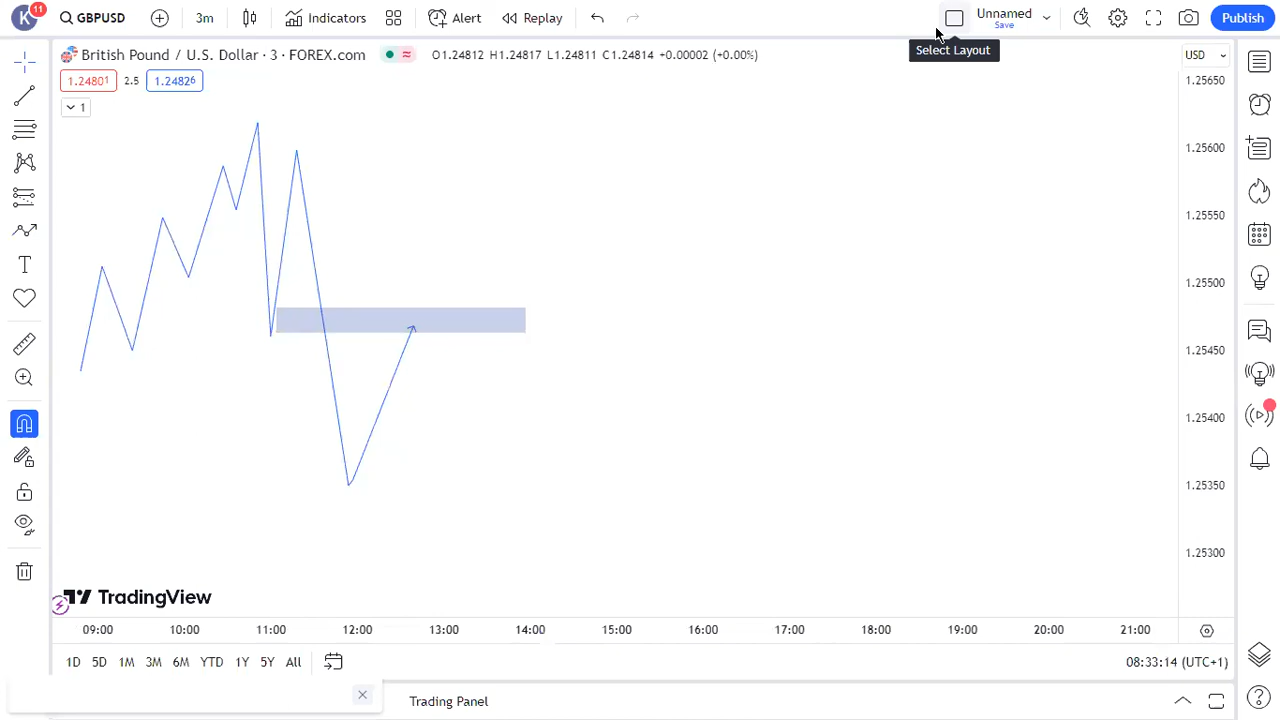 K 11 GBPUSD 3m Indicators Alert Replay Unnamed Save Publish
Select Layout
British Pound / U.S. Dollar · 3 · FOREX.com O1.24812 H1.24817 L1.24811 C1.24814 +0.00002 (+0.00%) USD
1.24801 2.5 1.24826
1
1.25650
1.25600
1.25550
1.25500
1.25450
1.25400
1.25350
1.25300
TradingView
09:00 10:00 11:00 12:00 13:00 14:00 15:00 16:00 17:00 18:00 19:00 20:00 21:00
1D 5D 1M 3M 6M YTD 1Y 5Y All 08:33:14 (UTC+1)
Trading Panel